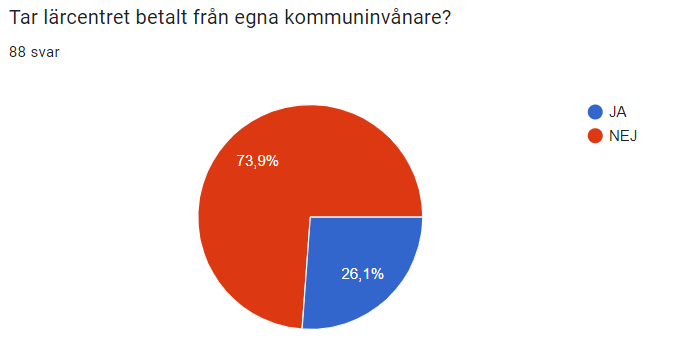 Tar lärcentret betalt från egna kommuninvånare?
88 svar
JA
NEJ
73,9%
26,1%